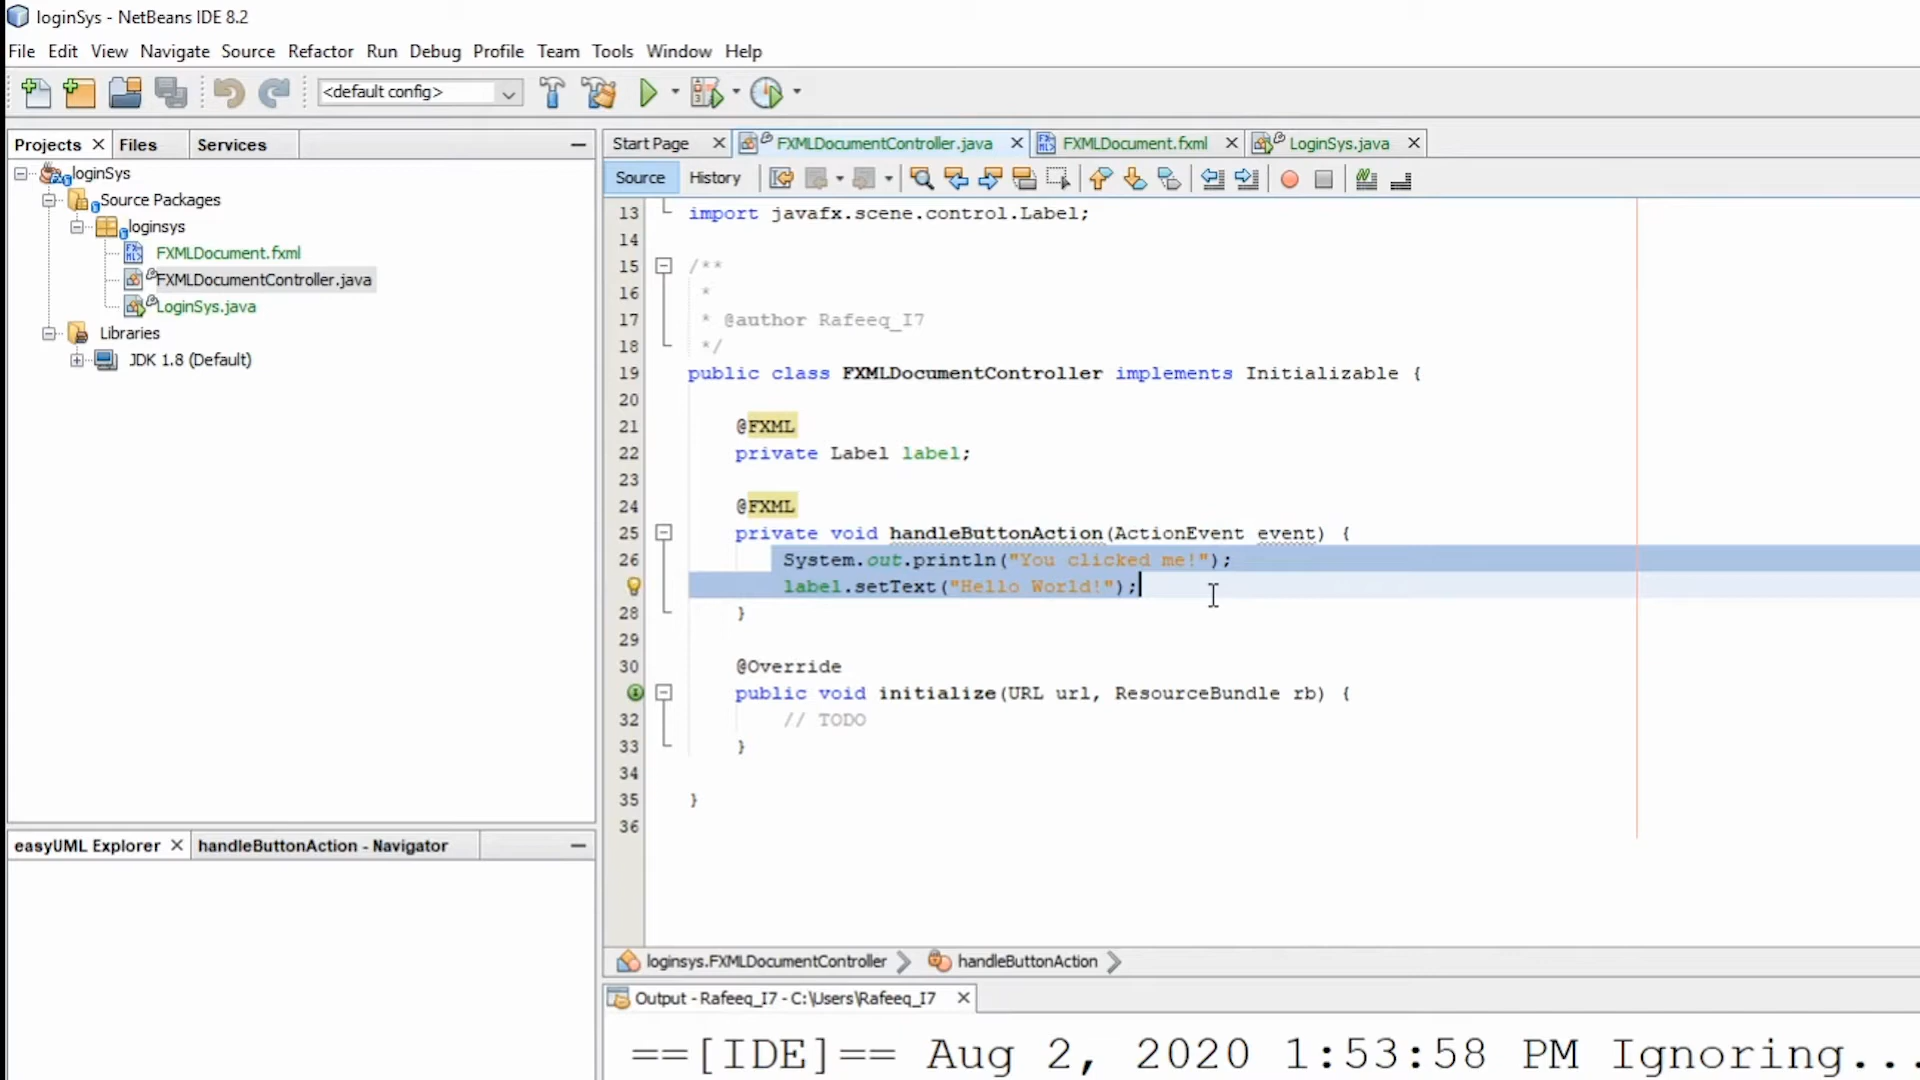 loginSys - NetBeans IDE 8.2
File Edit View Navigate Source Refactor Run Debug Profile Team Tools Window Help
<default config>
Projects Files Services
loginSys
Source Packages
loginsys
FXMLDocument.fxml
FXMLDocumentController.java
LoginSys.java
Libraries
JDK 1.8 (Default)
easyUML Explorer handleButtonAction - Navigator
Start Page FXMLDocumentController.java FXMLDocument.fxml LoginSys.java
Source History
13 import javafx.scene.control.Label;
14
15 /**
16 *
17 * @author Rafeeq_I7
18 */
19 public class FXMLDocumentController implements Initializable {
20
21 @FXML
22 private Label label;
23
24 @FXML
25 private void handleButtonAction(ActionEvent event) {
26 System.out.println("You clicked me!");
label.setText("Hello World!");
28 }
29
30 @Override
public void initialize(URL url, ResourceBundle rb) {
32 // TODO
33 }
34
35 }
36
loginsys.FXMLDocumentController handleButtonAction
Output - Rafeeq_I7 - C:\Users\Rafeeq_I7
==[IDE]== Aug 2, 2020 1:53:58 PM Ignoring...